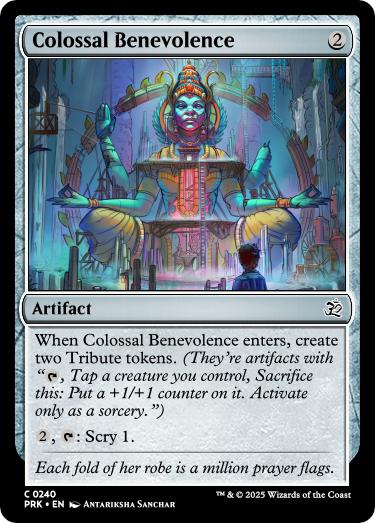 Colossal Benevolence 2
Artifact
When Colossal Benevolence enters, create
two Tribute tokens. (They’re artifacts with
“, Tap a creature you control, Sacrifice
this: Put a +1/+1 counter on it. Activate
only as a sorcery.”)
2 , : Scry 1.
Each fold of her robe is a million prayer flags.
C 0240
PRK • EN Antariksha Sanchar
™ & © 2025 Wizards of the Coast